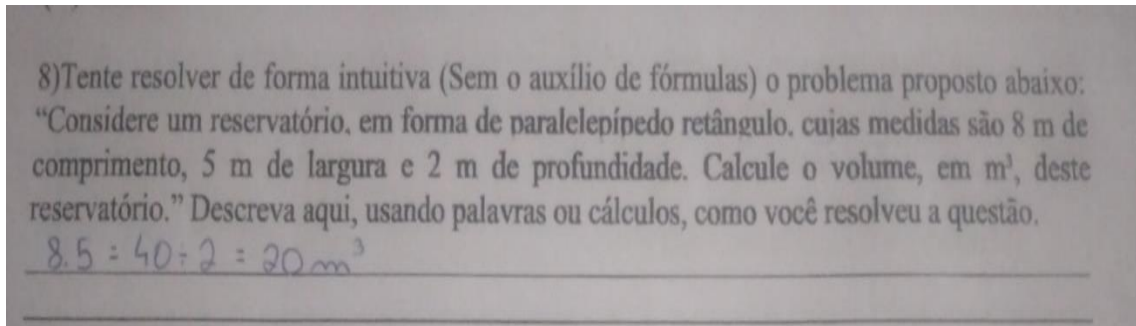 8)Tente resolver de forma intuitiva (Sem o auxílio de fórmulas) o problema proposto abaixo:
“Considere um reservatório, em forma de paralelepípedo retângulo, cujas medidas são 8 m de
comprimento, 5 m de largura e 2 m de profundidade. Calcule o volume, em m³, deste
reservatório.” Descreva aqui, usando palavras ou cálculos, como você resolveu a questão.
8.5 = 40 ÷ 2 = 20 m³